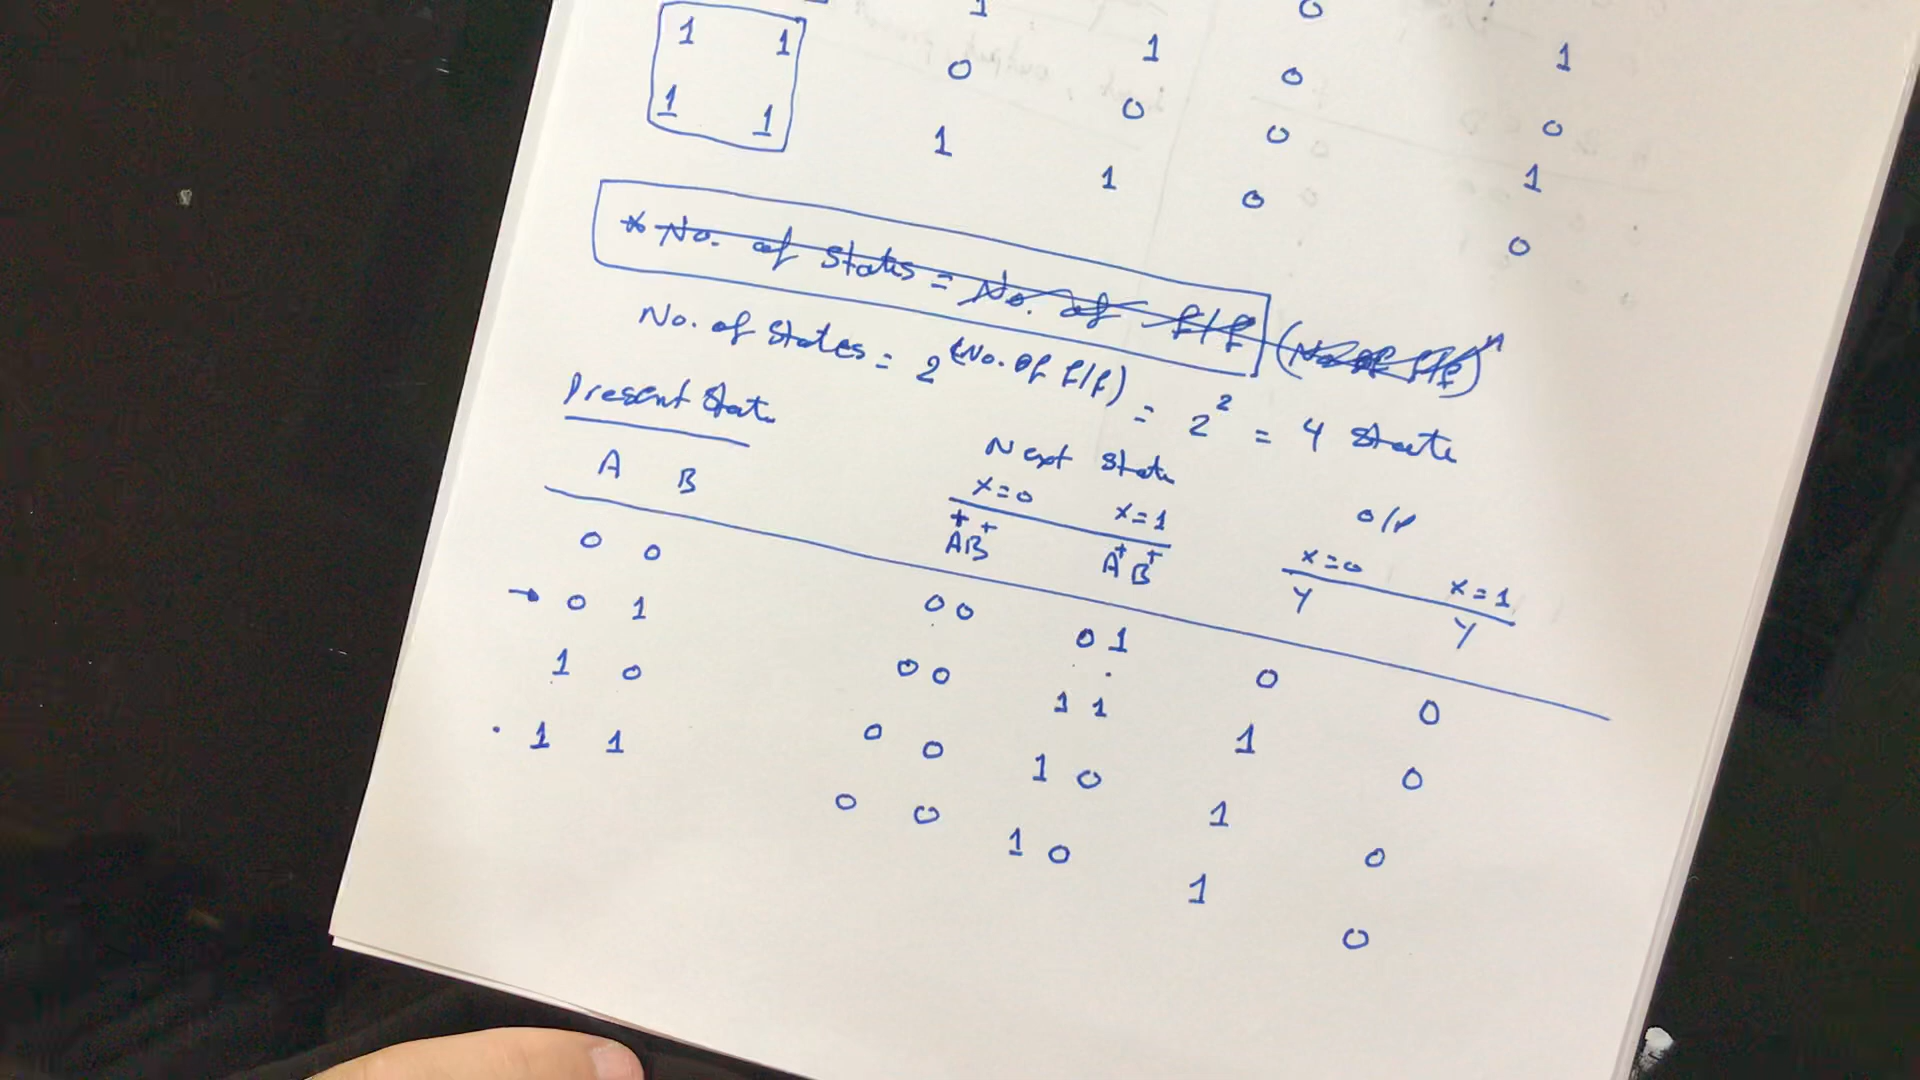 1 0
1 1 0 1 0 1
1 1 1 0 0 0
1 0 1
0
* No. of States = No. of f/f (No of f/f)^n
No. of States = 2^(No. of f/f) = 2^2 = 4 State
Present State Next State o/p
A B x=0 x=1 x=0 x=1
A+ B+ A+ B+ Y Y
0 0 0 0 0 1 0 0
→ 0 1 0 0 1 1 1 0
1 0 0 0 1 0 1 0
. 1 1 0 0 1 0 1 0